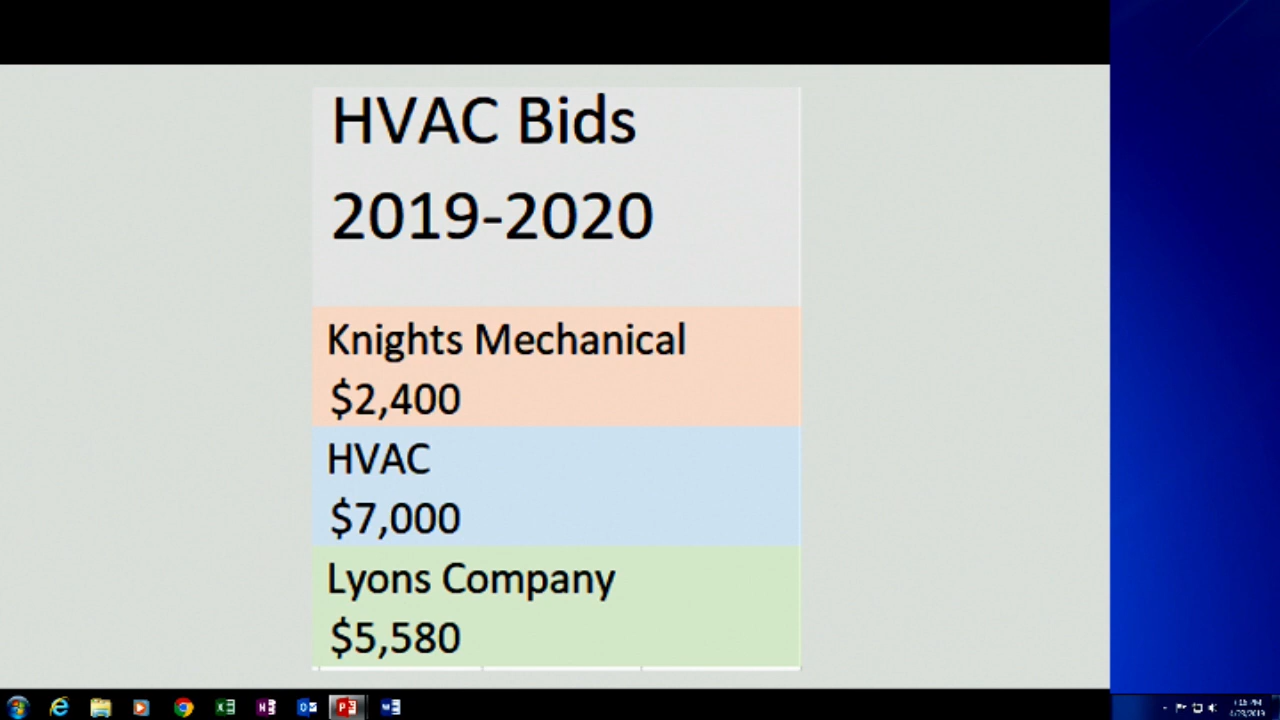 HVAC Bids
2019-2020
Knights Mechanical
$2,400
HVAC
$7,000
Lyons Company
$5,580